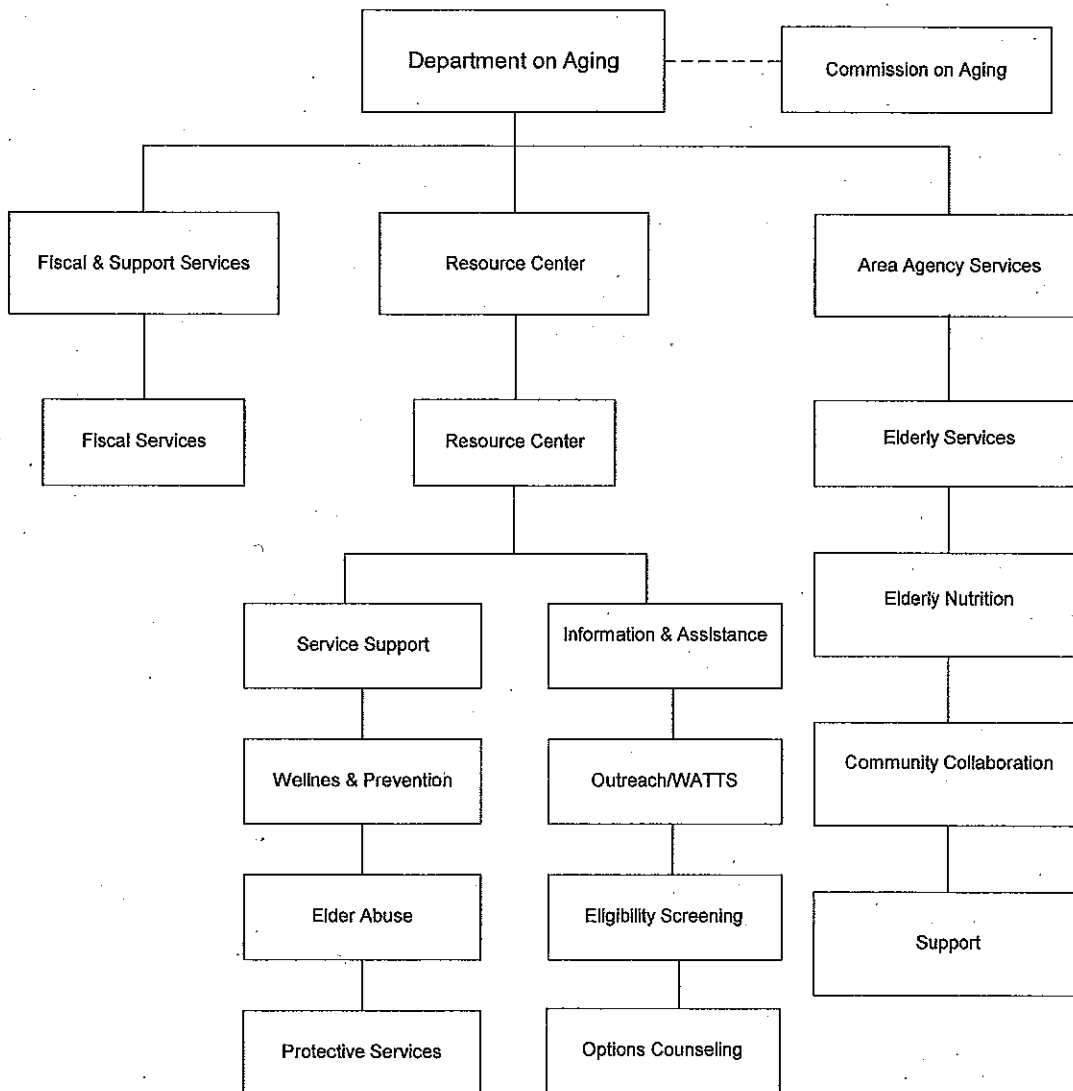 Department on Aging
Commission on Aging
Fiscal & Support Services
Resource Center
Area Agency Services
Fiscal Services
Resource Center
Elderly Services
Elderly Nutrition
Service Support
Information & Assistance
Wellnes & Prevention
Outreach/WATTS
Community Collaboration
Elder Abuse
Eligibility Screening
Support
Protective Services
Options Counseling